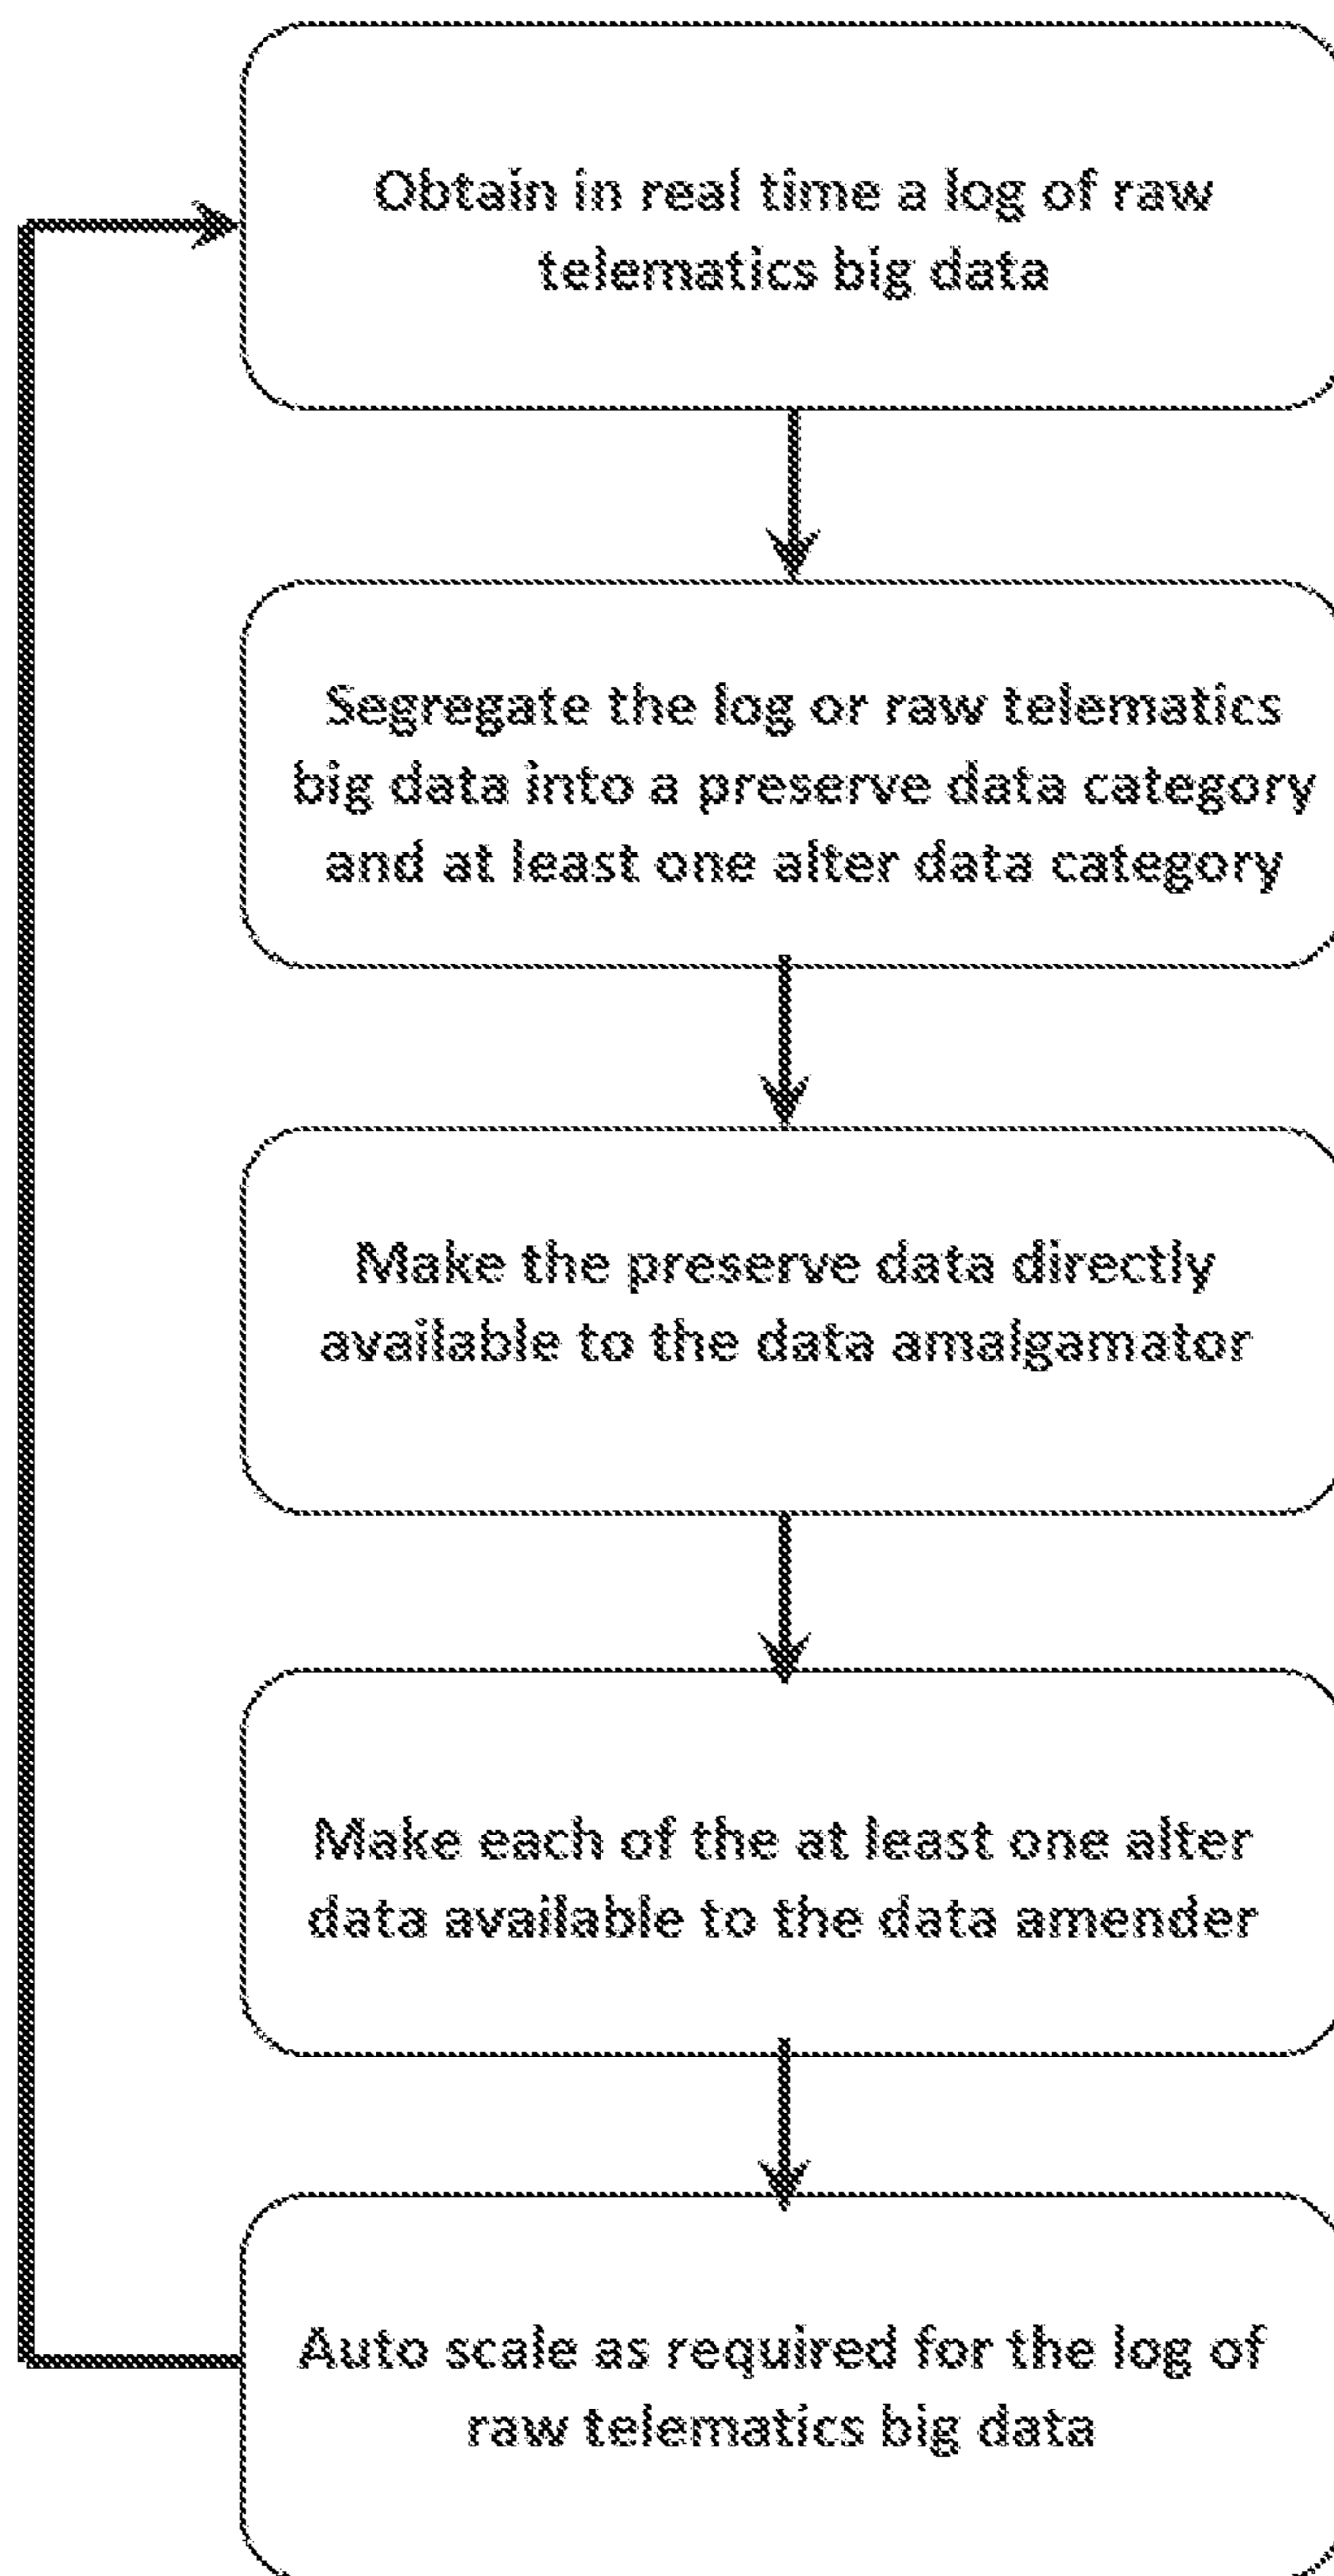 Obtain in real time a log of raw
telematics big data
Segregate the log or raw telematics
big data into a preserve data category
and at least one alter data category
Make the preserve data directly
available to the data amalgamator
Make each of the at least one alter
data available to the data amender
Auto scale as required for the log of
raw telematics big data